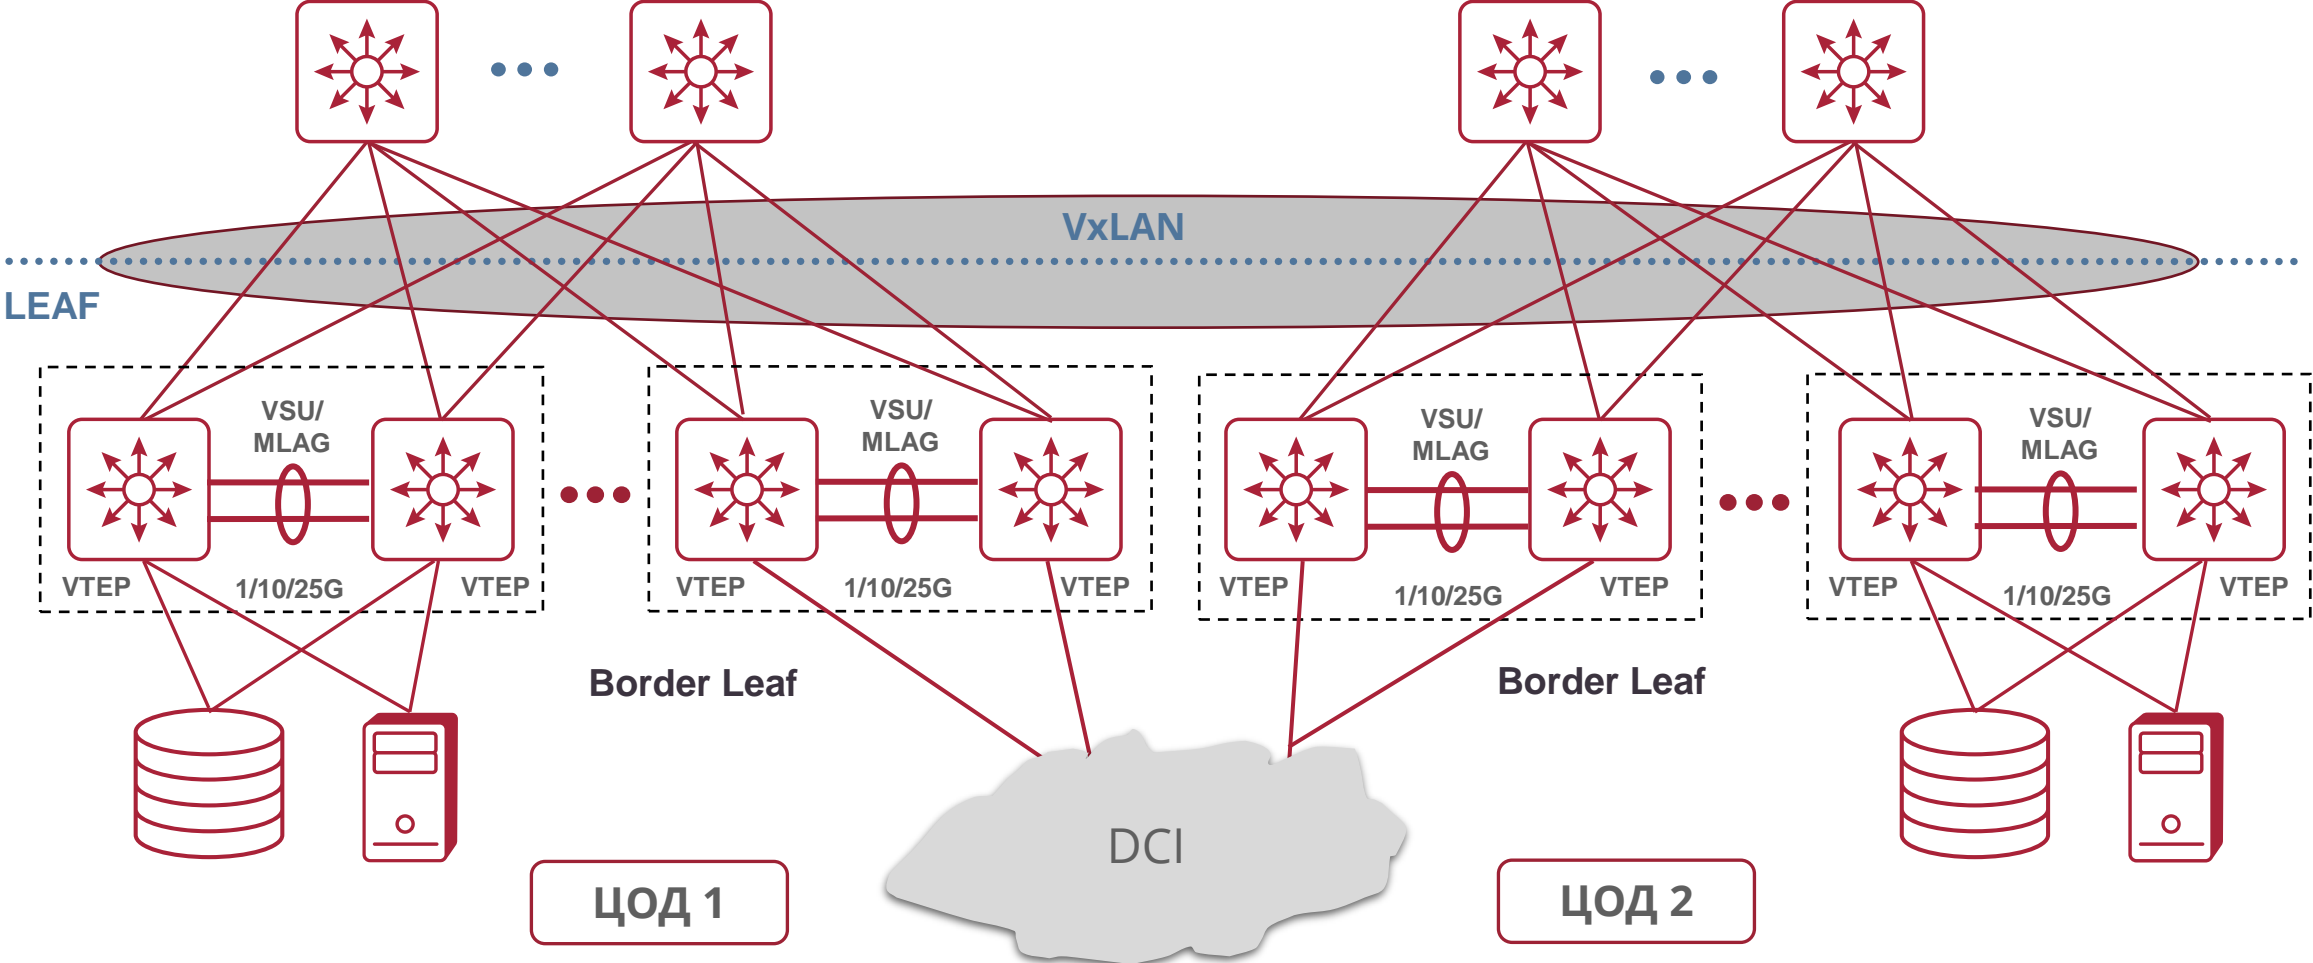 VxLAN
LEAF
VSU/
MLAG
VSU/
MLAG
VSU/
MLAG
VSU/
MLAG
VTEP
1/10/25G
VTEP
VTEP
1/10/25G
VTEP
VTEP
1/10/25G
VTEP
VTEP
1/10/25G
VTEP
Border Leaf
Border Leaf
DCI
ЦОД 1
ЦОД 2